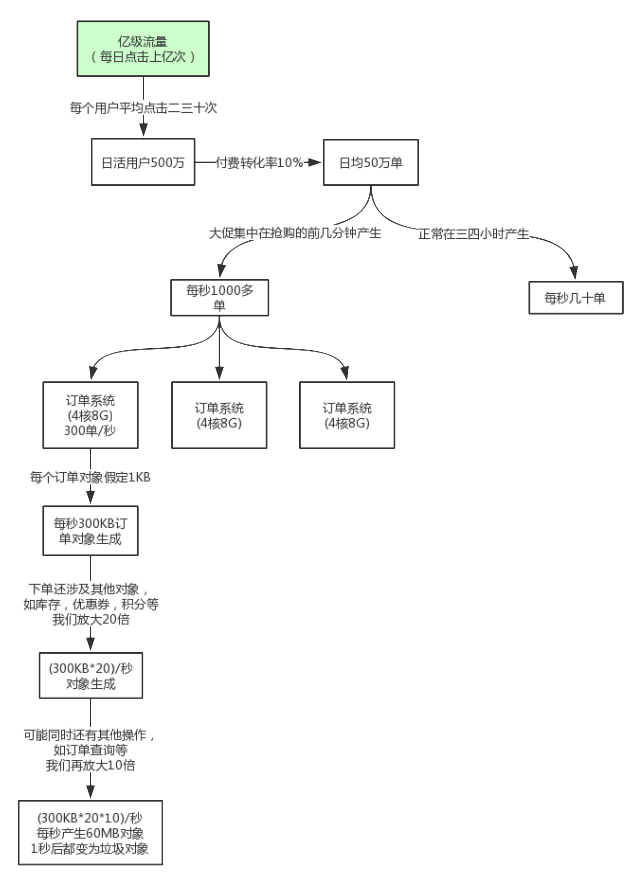 亿级流量
（每日点击上亿次）
每个用户平均点击二三十次
日活用户500万
付费转化率10%
日均50万单
大促集中在抢购的前几分钟产生
正常在三四小时产生
每秒1000多
单
每秒几十单
订单系统
(4核8G)
300单/秒
订单系统
(4核8G)
订单系统
(4核8G)
每个订单对象假定1KB
每秒300KB订
单对象生成
下单还涉及其他对象，
如库存，优惠券，积分等
我们放大20倍
(300KB*20)/秒
对象生成
可能同时还有其他操作，
如订单查询等
我们再放大10倍
(300KB*20*10)/秒
每秒产生60MB对象
1秒后都变为垃圾对象